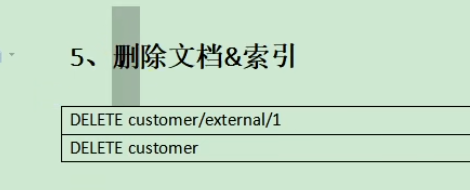 5、删除文档&索引
DELETE customer/external/1
DELETE customer